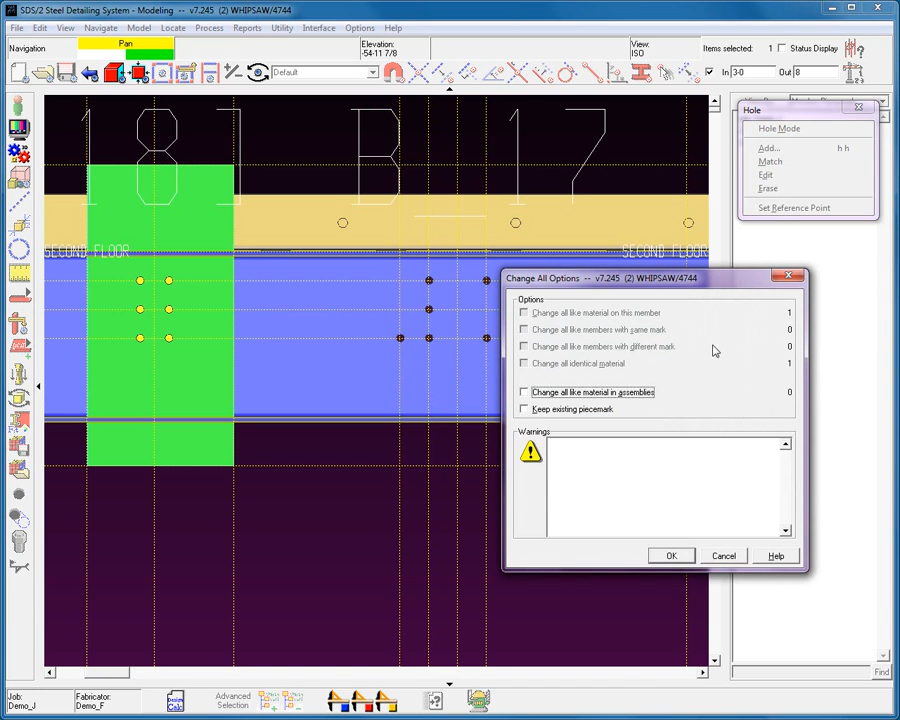 SDS/2 Steel Detailing System - Modeling -- v7.245 (2) WHIPSAW/4744
File Edit View Navigate Model Process Reports Utility Interface Options Help
Navigation
Pan
Elevation:
54-11 7/8
View:
ISO
Items selected: 1
Status Display
Default
In 3-0
Out 8
181 B_17
SECOND FLOOR
SECOND FLOOR
Hole
Hole Mode
Add... h h
Match
Edit
Erase
Set Reference Point
Change All Options -- v7.245 (2) WHIPSAW/4744
Options
Change all like material on this member 1
Change all like members with same mark 0
Change all like members with different mark 0
Change all identical material 1
Change all like material in assemblies 0
Keep existing piecemark
Warnings
OK
Cancel
Help
Find
Job:
Demo_J
Fabricator:
Demo_F
Design
Calc
Advanced
Selection